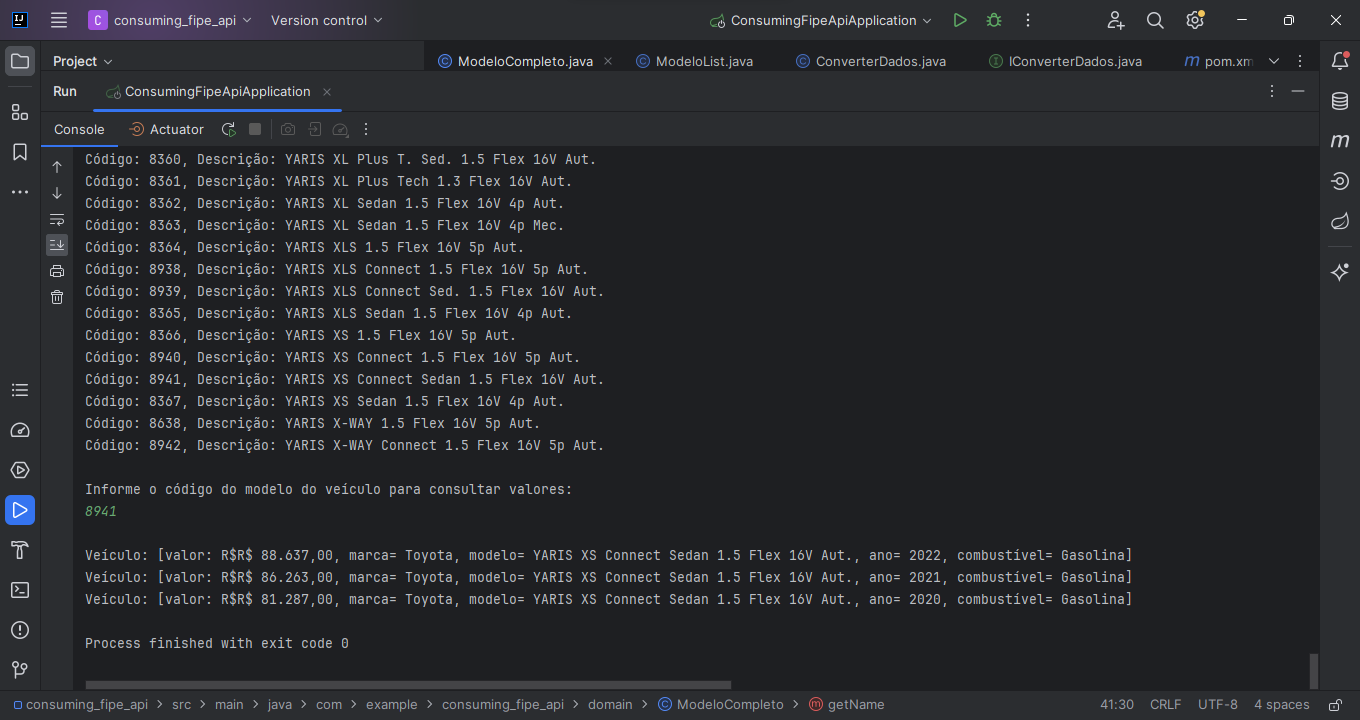 C consuming_fipe_api Version control ConsumingFipeApiApplication
Project ModeloCompleto.java ModeloList.java ConverterDados.java IConverterDados.java pom.xm
Run ConsumingFipeApiApplication
Console Actuator
Código: 8360, Descrição: YARIS XL Plus T. Sed. 1.5 Flex 16V Aut.
Código: 8361, Descrição: YARIS XL Plus Tech 1.3 Flex 16V Aut.
Código: 8362, Descrição: YARIS XL Sedan 1.5 Flex 16V 4p Aut.
Código: 8363, Descrição: YARIS XL Sedan 1.5 Flex 16V 4p Mec.
Código: 8364, Descrição: YARIS XLS 1.5 Flex 16V 5p Aut.
Código: 8938, Descrição: YARIS XLS Connect 1.5 Flex 16V 5p Aut.
Código: 8939, Descrição: YARIS XLS Connect Sed. 1.5 Flex 16V Aut.
Código: 8365, Descrição: YARIS XLS Sedan 1.5 Flex 16V 4p Aut.
Código: 8366, Descrição: YARIS XS 1.5 Flex 16V 5p Aut.
Código: 8940, Descrição: YARIS XS Connect 1.5 Flex 16V 5p Aut.
Código: 8941, Descrição: YARIS XS Connect Sedan 1.5 Flex 16V Aut.
Código: 8367, Descrição: YARIS XS Sedan 1.5 Flex 16V 4p Aut.
Código: 8638, Descrição: YARIS X-WAY 1.5 Flex 16V 5p Aut.
Código: 8942, Descrição: YARIS X-WAY Connect 1.5 Flex 16V 5p Aut.
Informe o código do modelo do veículo para consultar valores:
8941
Veículo: [valor: R$R$ 88.637,00, marca= Toyota, modelo= YARIS XS Connect Sedan 1.5 Flex 16V Aut., ano= 2022, combustível= Gasolina]
Veículo: [valor: R$R$ 86.263,00, marca= Toyota, modelo= YARIS XS Connect Sedan 1.5 Flex 16V Aut., ano= 2021, combustível= Gasolina]
Veículo: [valor: R$R$ 81.287,00, marca= Toyota, modelo= YARIS XS Connect Sedan 1.5 Flex 16V Aut., ano= 2020, combustível= Gasolina]
Process finished with exit code 0
consuming_fipe_api > src > main > java > com > example > consuming_fipe_api > domain > ModeloCompleto > getName 41:30 CRLF UTF-8 4 spaces